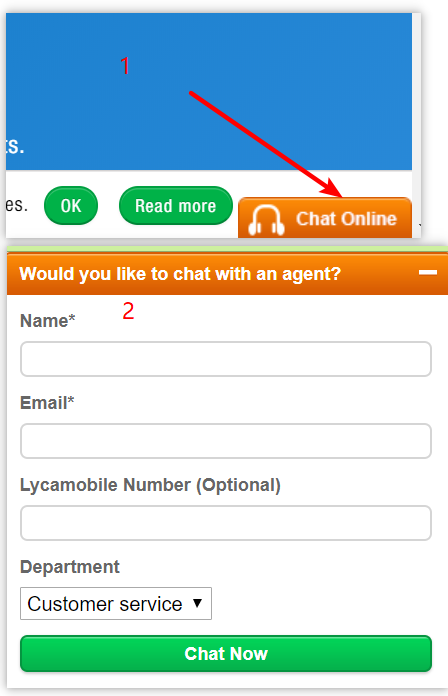 1
s.
es.
OK
Read more
Chat Online
Would you like to chat with an agent?
2
Name*
Email*
Lycamobile Number (Optional)
Department
Customer service
Chat Now